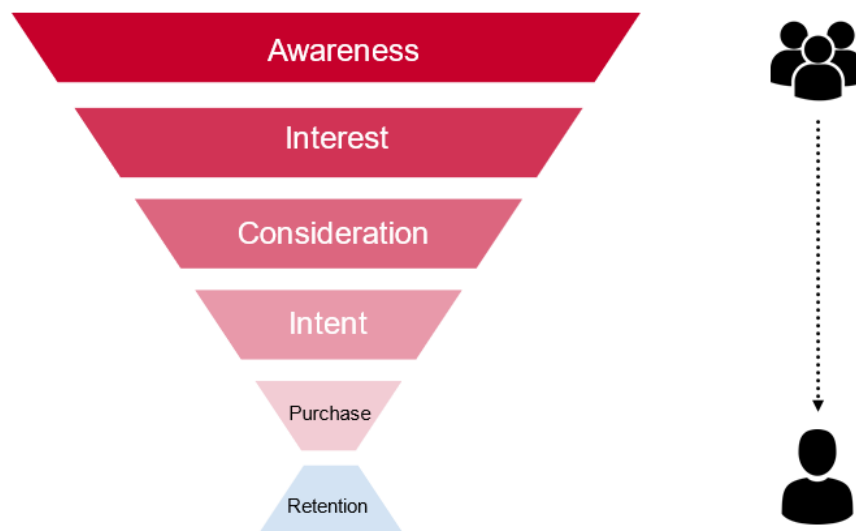 Awareness
Interest
Consideration
Intent
Purchase
Retention